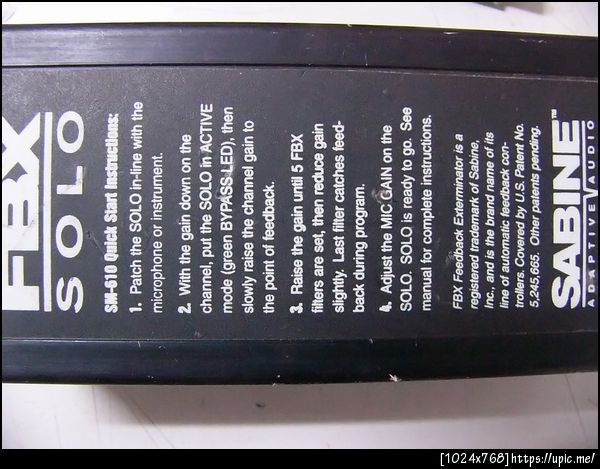 FBX
SOLO
SM-610 Quick Start Instructions:
1. Patch the SOLO in-line with the
microphone or instrument.
2. With the gain down on the
channel, put the SOLO in ACTIVE
mode (green BYPASS LED), then
slowly raise the channel gain to
the point of feedback.
3. Raise the gain until 5 FBX
filters are set, then reduce gain
slightly. Last filter catches feed-
back during program.
4. Adjust the MIC GAIN on the
SOLO. SOLO is ready to go. See
manual for complete instructions.
FBX Feedback Exterminator is a
registered trademark of Sabine,
Inc., and is the brand name of its
line of automatic feedback con-
trollers. Covered by U.S. Patent No.
5,245,665. Other patents pending.
SABINE™
ADAPTIVE AUDIO
[1024x768]https://upic.me/